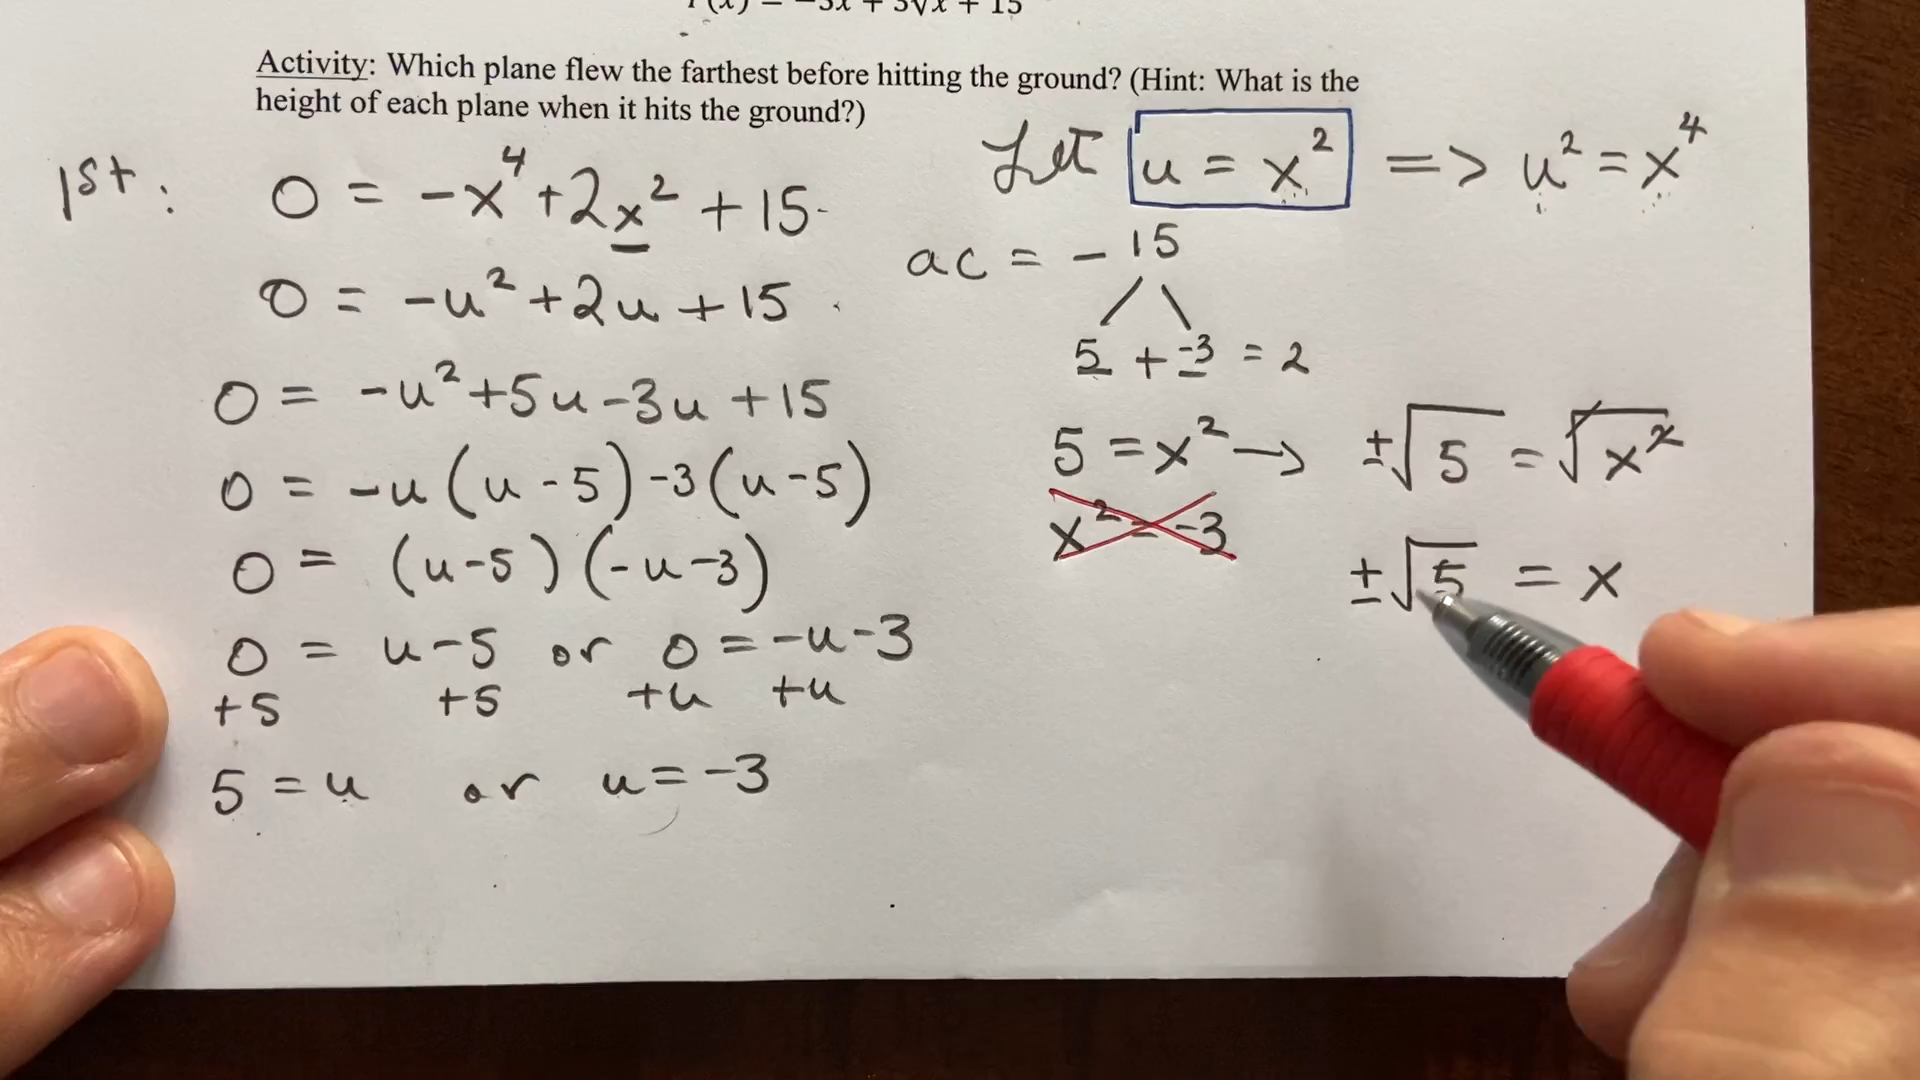 (x) = −3x + 3√x + 15
Activity: Which plane flew the farthest before hitting the ground? (Hint: What is the
height of each plane when it hits the ground?)
1st: 0 = -x⁴ + 2x² + 15
0 = -u² + 2u + 15
0 = -u² + 5u - 3u + 15
0 = -u(u - 5) - 3(u - 5)
0 = (u-5)(-u-3)
0 = u-5 or 0 = -u-3
+5 +5 +u +u
5 = u or u = -3
Let u = x² => u² = x⁴
ac = -15
5 + -3 = 2
5 = x² → ±√5 = √x²
x² = -3
±√5 = x